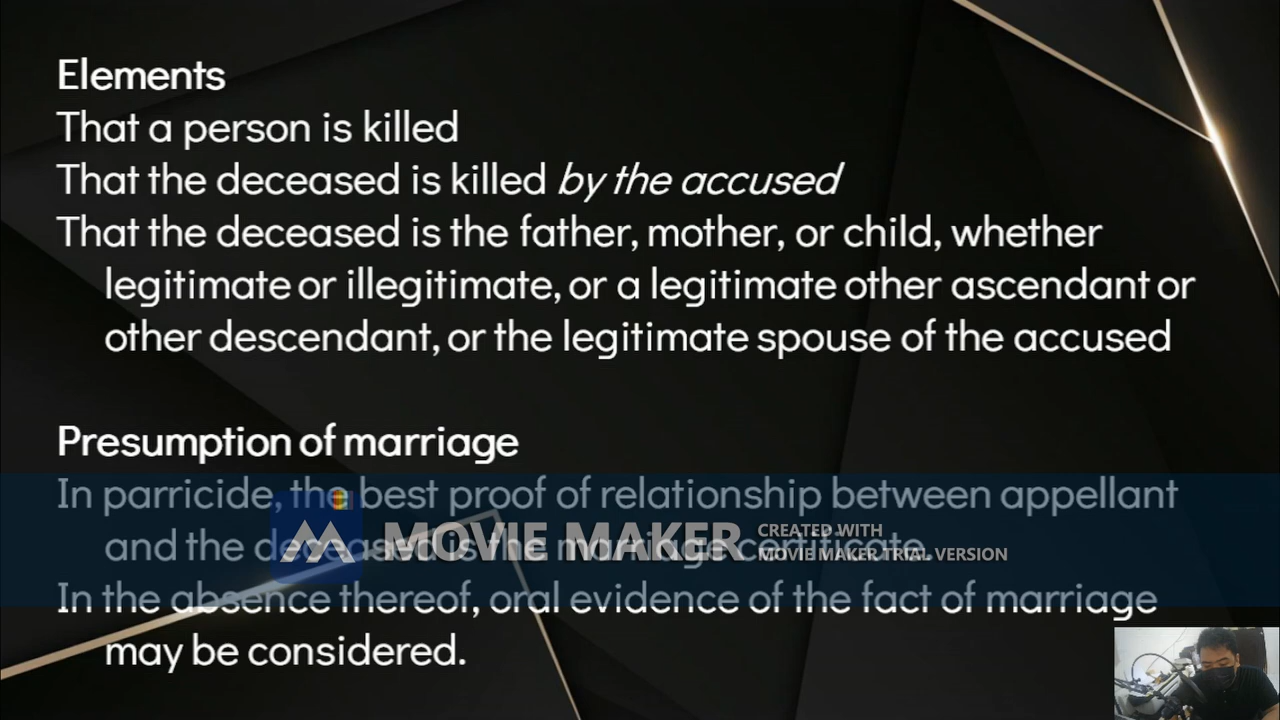 Elements
That a person is killed
That the deceased is killed by the accused
That the deceased is the father, mother, or child, whether
legitimate or illegitimate, or a legitimate other ascendant or
other descendant, or the legitimate spouse of the accused
Presumption of marriage
In parricide, the best proof of relationship between appellant
and the deceased is the marriage certificate.
MOVIE MAKER CREATED WITH
MOVIE MAKER TRIAL VERSION
In the absence thereof, oral evidence of the fact of marriage
may be considered.